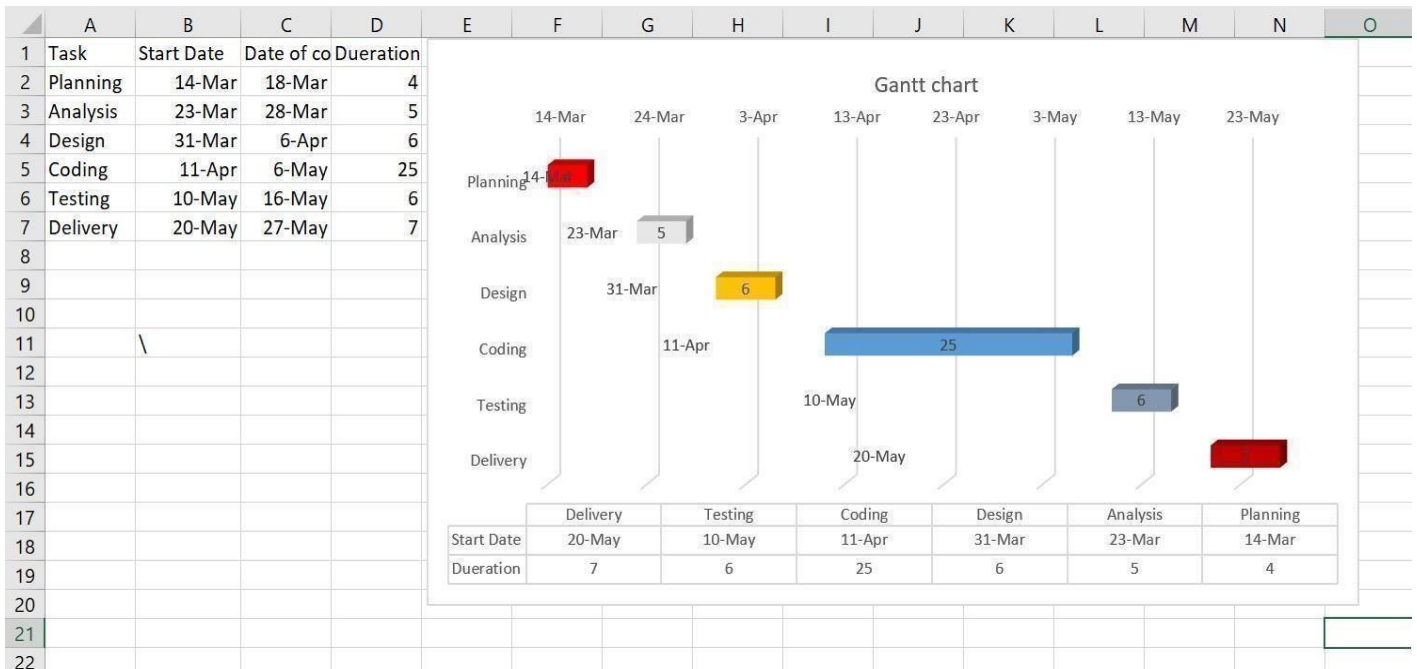 A B C D E F G H I J K L M N O
1 Task Start Date Date of co Dueration
2 Planning 14-Mar 18-Mar 4
3 Analysis 23-Mar 28-Mar 5
4 Design 31-Mar 6-Apr 6
5 Coding 11-Apr 6-May 25
6 Testing 10-May 16-May 6
7 Delivery 20-May 27-May 7
8
9
10
11 \
12
13
14
15
16
17
18
19
20
21
22
Gantt chart
14-Mar 24-Mar 3-Apr 13-Apr 23-Apr 3-May 13-May 23-May
Planning 14-Mar
Analysis 23-Mar 5
Design 31-Mar 6
Coding 11-Apr 25
Testing 10-May 6
Delivery 20-May 7
Delivery Testing Coding Design Analysis Planning
Start Date 20-May 10-May 11-Apr 31-Mar 23-Mar 14-Mar
Dueration 7 6 25 6 5 4